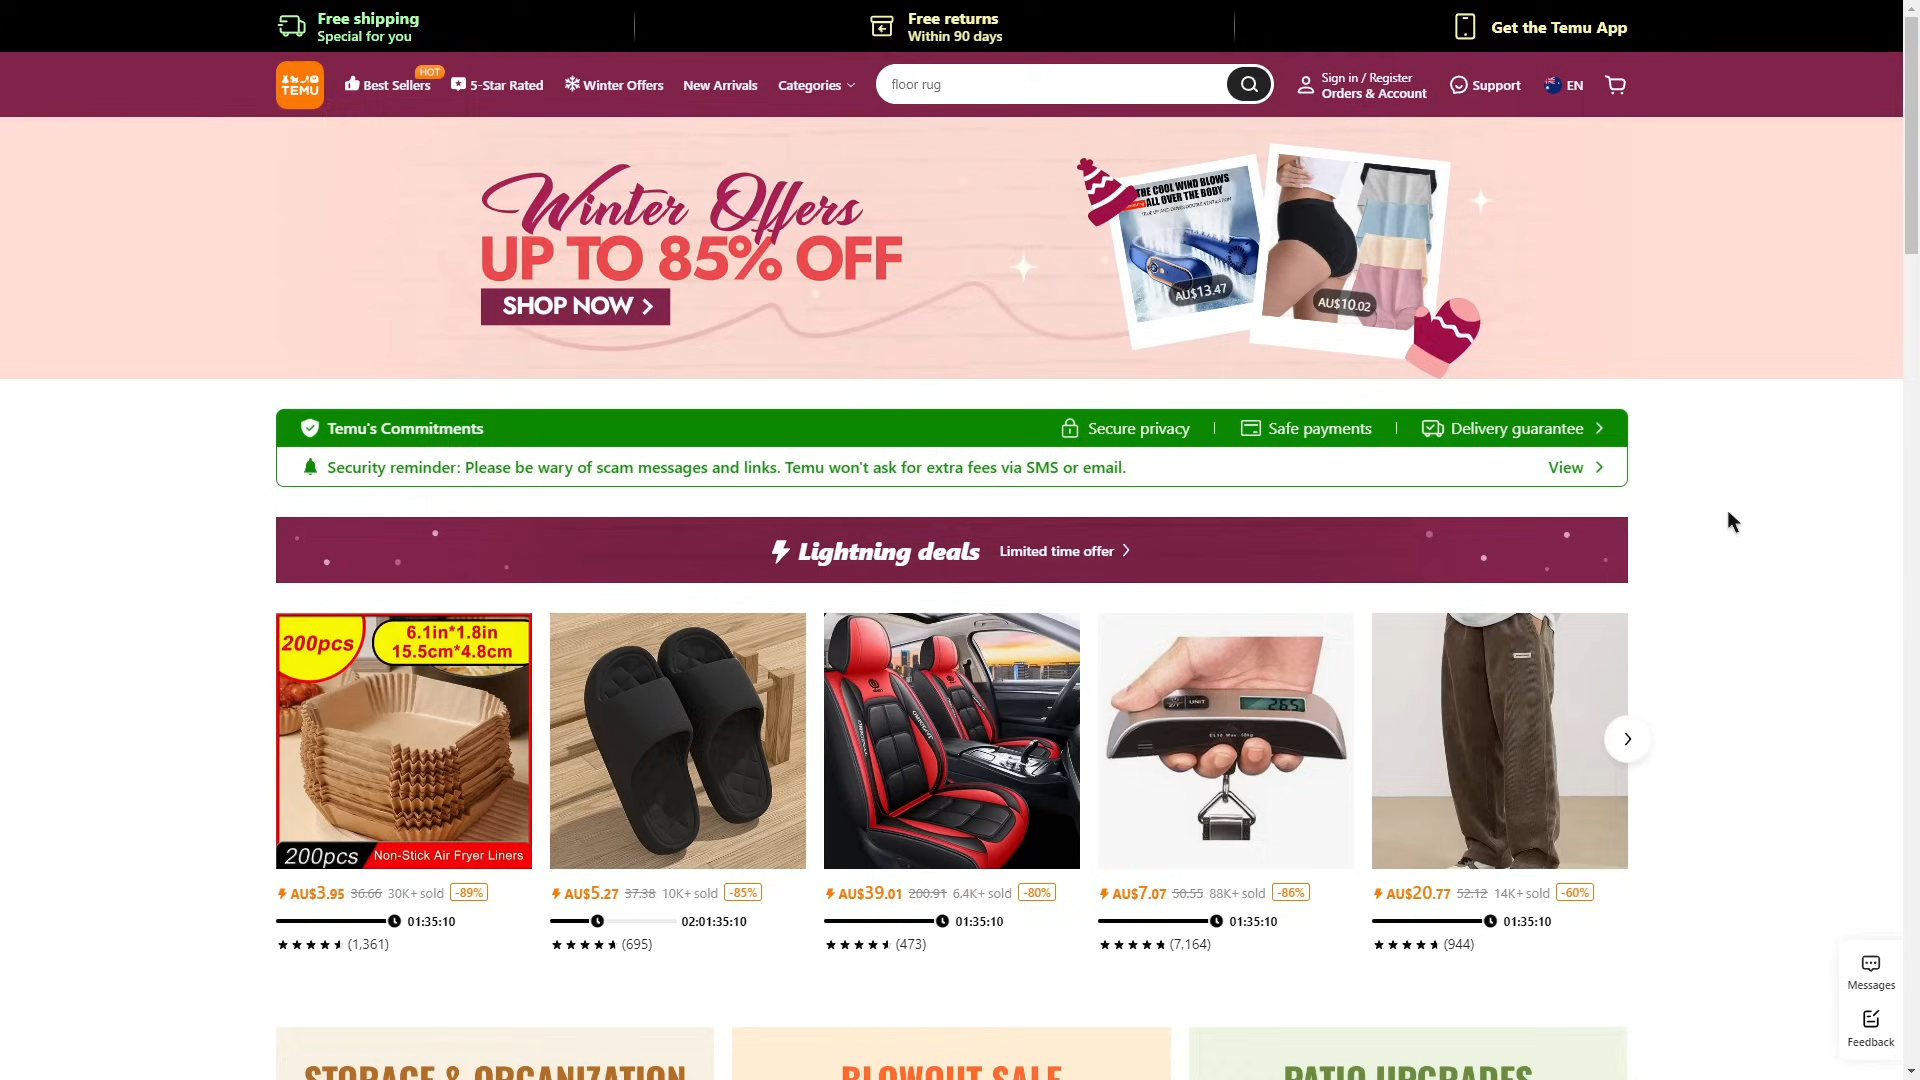 Free shipping
Special for you
Free returns
Within 90 days
Get the Temu App
TEMU
Best Sellers
HOT
5-Star Rated
Winter Offers
New Arrivals
Categories
floor rug
Sign in / Register
Orders & Account
Support
EN
Winter Offers
UP TO 85% OFF
SHOP NOW
THE COOL WIND BLOWS
ALL OVER THE BODY
AU$13.47
AU$10.02
Temu's Commitments
Secure privacy
Safe payments
Delivery guarantee
Security reminder: Please be wary of scam messages and links. Temu won't ask for extra fees via SMS or email.
View
Lightning deals
Limited time offer
200pcs
6.1in*1.8in
15.5cm*4.8cm
200pcs
Non-Stick Air Fryer Liners
UNIT
26.5
AU$3.95 36.66 30K+ sold -89%
01:35:10
(1,361)
AU$5.27 37.38 10K+ sold -85%
02:01:35:10
(695)
AU$39.01 200.91 6.4K+ sold -80%
01:35:10
(473)
AU$7.07 50.55 88K+ sold -86%
01:35:10
(7,164)
AU$20.77 52.12 14K+ sold -60%
01:35:10
(944)
Messages
Feedback
STORAGE & ORGANIZATION
BLOWOUT SALE
PATIO UPGRADES